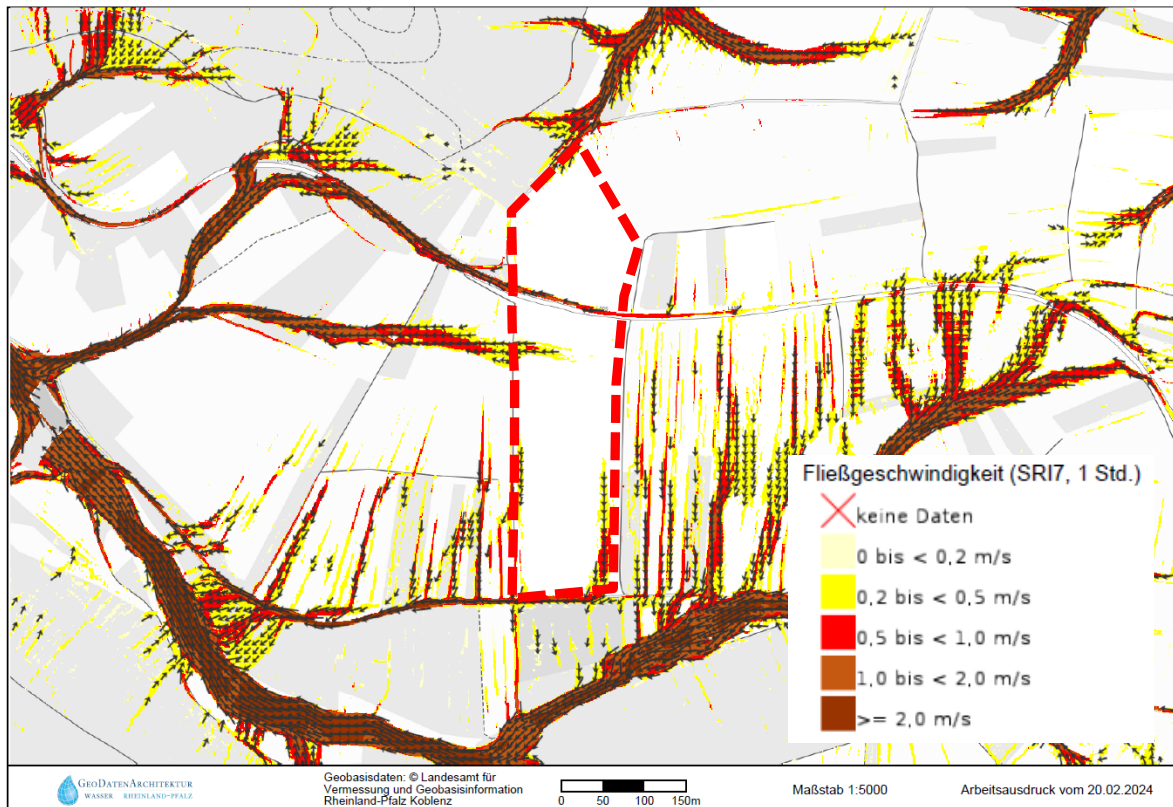 Fließgeschwindigkeit (SRI7, 1 Std.)
keine Daten
0 bis < 0,2 m/s
0,2 bis < 0,5 m/s
0,5 bis < 1,0 m/s
1,0 bis < 2,0 m/s
>= 2,0 m/s
GEODATENARCHITEKTUR
WASSER RHEINLAND-PFALZ
Geobasisdaten: © Landesamt für
Vermessung und Geobasisinformation
Rheinland-Pfalz Koblenz
0 50 100 150m
Maßstab 1:5000
Arbeitsausdruck vom 20.02.2024